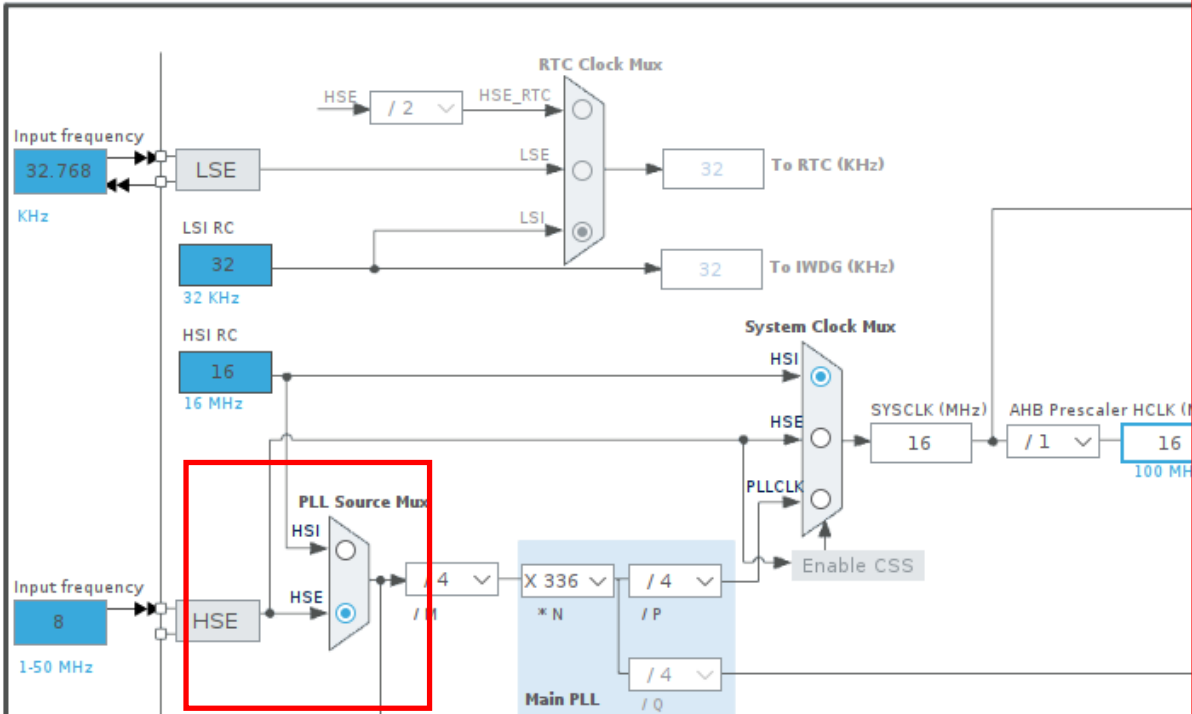 RTC Clock Mux
HSE
/ 2
HSE_RTC
Input frequency
32.768
KHz
LSE
LSE
32
To RTC (KHz)
LSI
LSI RC
32
32 KHz
32
To IWDG (KHz)
HSI RC
16
16 MHz
System Clock Mux
HSI
HSE
PLLCLK
SYSCLK (MHz)
16
AHB Prescaler
/ 1
HCLK (
16
100 MH
Enable CSS
PLL Source Mux
HSI
HSE
Input frequency
8
1-50 MHz
HSE
/ 4
/ M
X 336
* N
/ 4
/ P
/ 4
/ Q
Main PLL